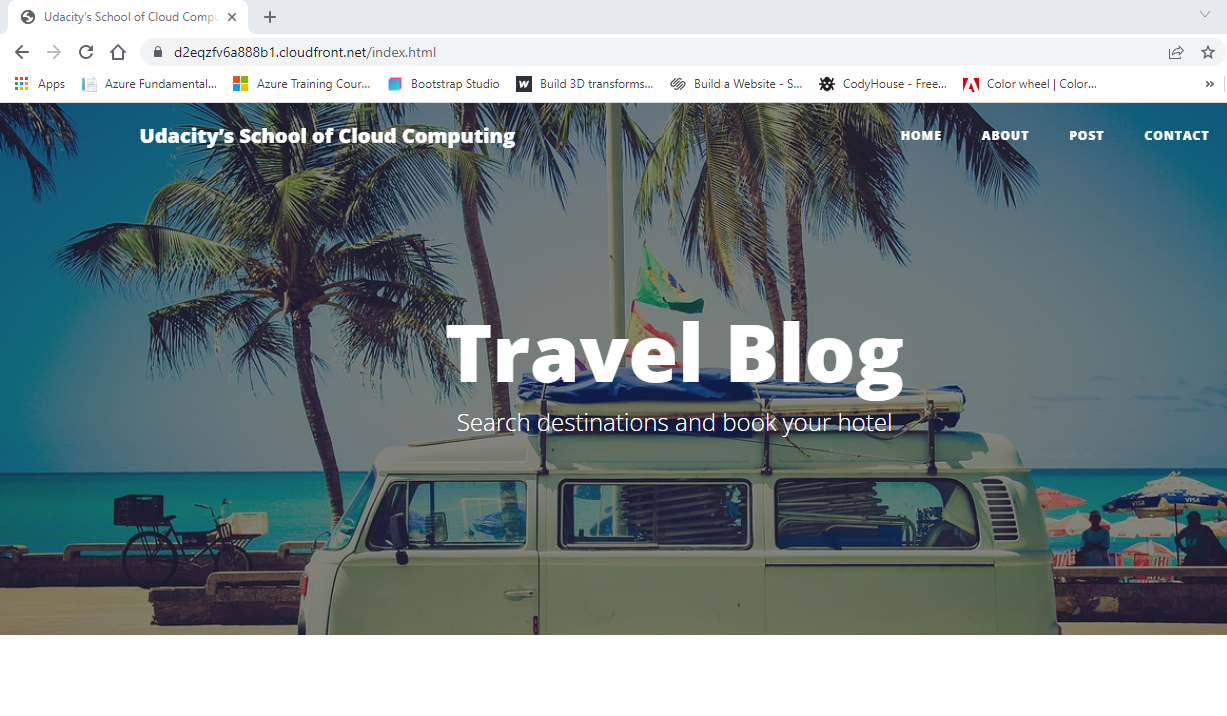 Udacity's School of Cloud Compu
d2eqzfv6a888b1.cloudfront.net/index.html
Apps
Azure Fundamental...
Azure Training Cour...
Bootstrap Studio
Build 3D transforms...
Build a Website - S...
CodyHouse - Free...
Color wheel | Color...
»
Udacity’s School of Cloud Computing
HOME
ABOUT
POST
CONTACT
Travel Blog
Search destinations and book your hotel
VISA
VISA